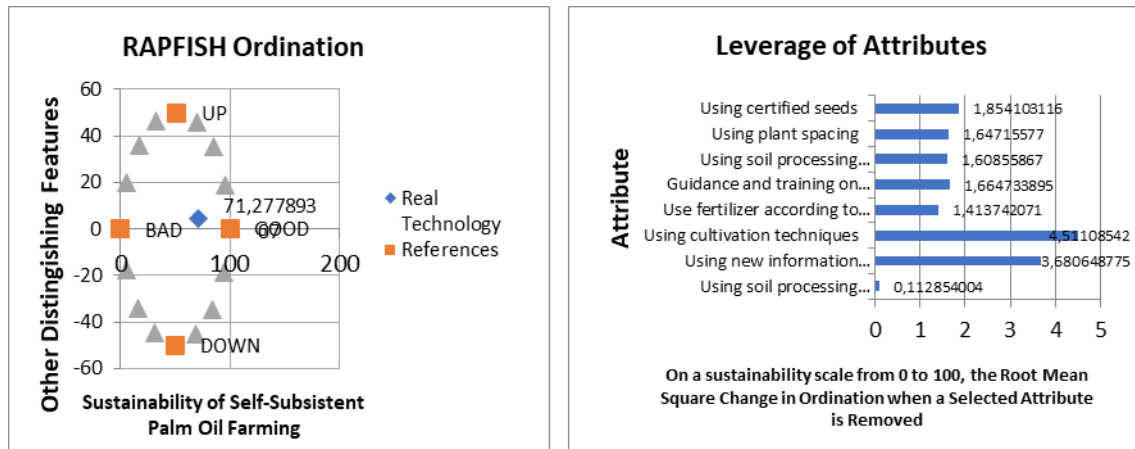 RAPFISH Ordination
Other Distingishing Features
60
40
20
0
-20
-40
-60
UP
71,277893
07
BAD
GOOD
0
100
200
DOWN
Real
Technology
References
Sustainability of Self-Subsistent
Palm Oil Farming
Leverage of Attributes
Attribute
Using certified seeds
1,854103116
Using plant spacing
1,64715577
Using soil processing...
1,60855867
Guidance and training on...
1,664733895
Use fertilizer according to...
1,413742071
Using cultivation techniques
4,51108542
Using new information...
3,680648775
Using soil processing...
0,112854004
0
1
2
3
4
5
On a sustainability scale from 0 to 100, the Root Mean
Square Change in Ordination when a Selected Attribute
is Removed